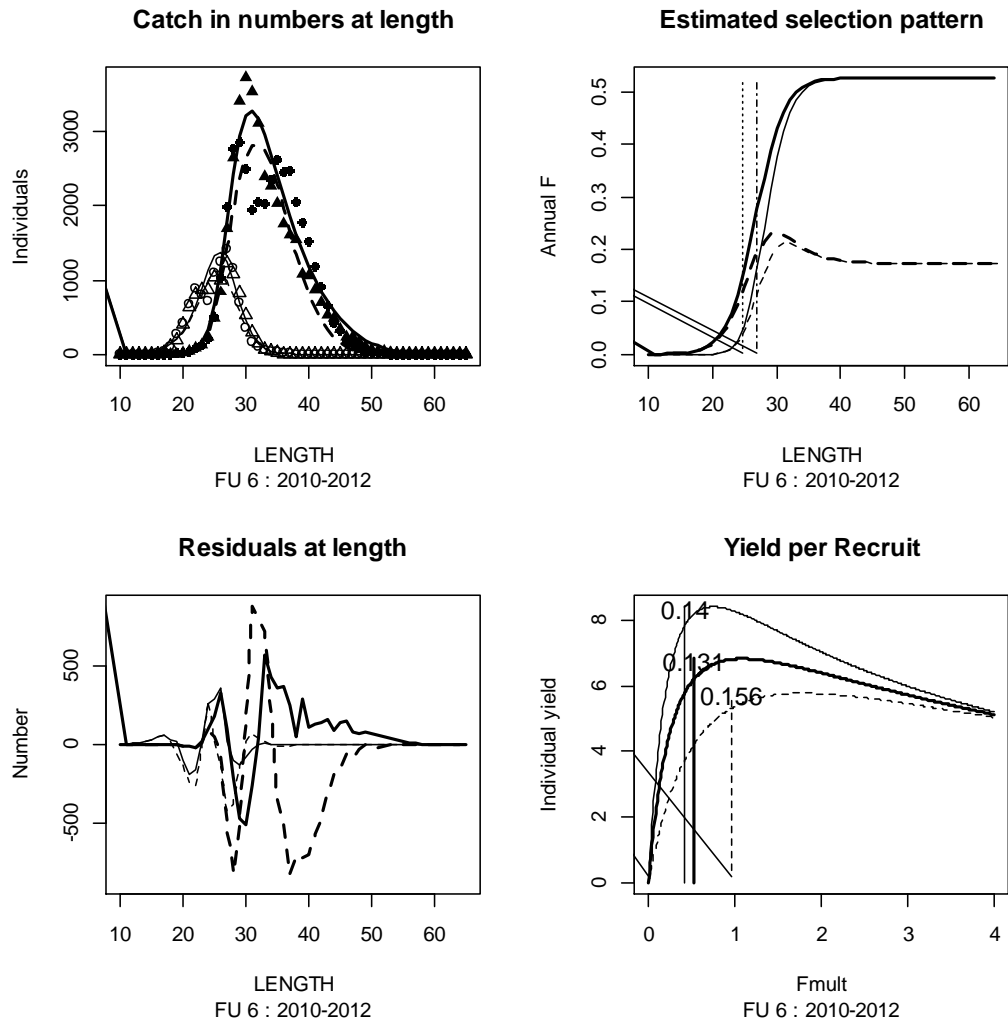 Catch in numbers at length
Individuals
0 1000 2000 3000
10 20 30 40 50 60
LENGTH
FU 6 : 2010-2012
Estimated selection pattern
Annual F
0.0 0.1 0.2 0.3 0.4 0.5
10 20 30 40 50 60
LENGTH
FU 6 : 2010-2012
Residuals at length
Number
-500 0 500
10 20 30 40 50 60
LENGTH
FU 6 : 2010-2012
Yield per Recruit
Individual yield
0 2 4 6 8
0.14
0.131
0.156
0 1 2 3 4
Fmult
FU 6 : 2010-2012